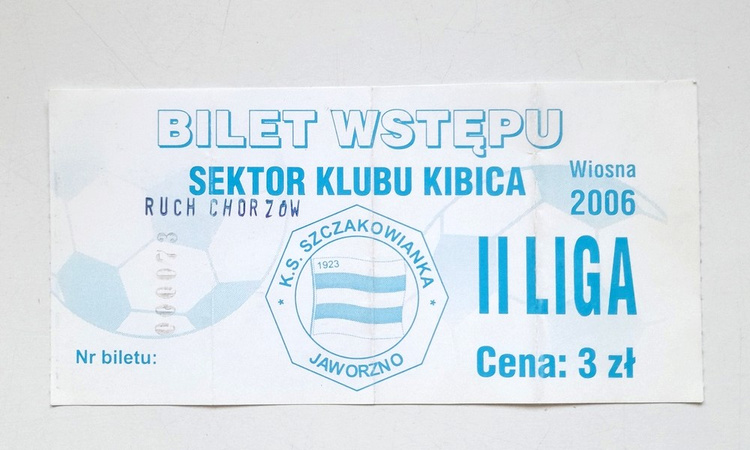 BILET WSTĘPU
SEKTOR KLUBU KIBICA
Wiosna
2006
RUCH CHORZÓW
000073
K.S. SZCZAKOWIANKA
1923
JAWORZNO
II LIGA
Nr biletu:
Cena: 3 zł